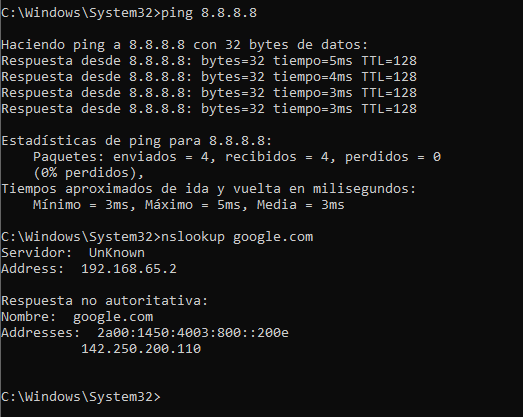 C:\Windows\System32>ping 8.8.8.8
Haciendo ping a 8.8.8.8 con 32 bytes de datos:
Respuesta desde 8.8.8.8: bytes=32 tiempo=5ms TTL=128
Respuesta desde 8.8.8.8: bytes=32 tiempo=4ms TTL=128
Respuesta desde 8.8.8.8: bytes=32 tiempo=3ms TTL=128
Respuesta desde 8.8.8.8: bytes=32 tiempo=3ms TTL=128
Estadísticas de ping para 8.8.8.8:
Paquetes: enviados = 4, recibidos = 4, perdidos = 0
(0% perdidos),
Tiempos aproximados de ida y vuelta en milisegundos:
Mínimo = 3ms, Máximo = 5ms, Media = 3ms
C:\Windows\System32>nslookup google.com
Servidor: UnKnown
Address: 192.168.65.2
Respuesta no autoritativa:
Nombre: google.com
Addresses: 2a00:1450:4003:800::200e
142.250.200.110
C:\Windows\System32>